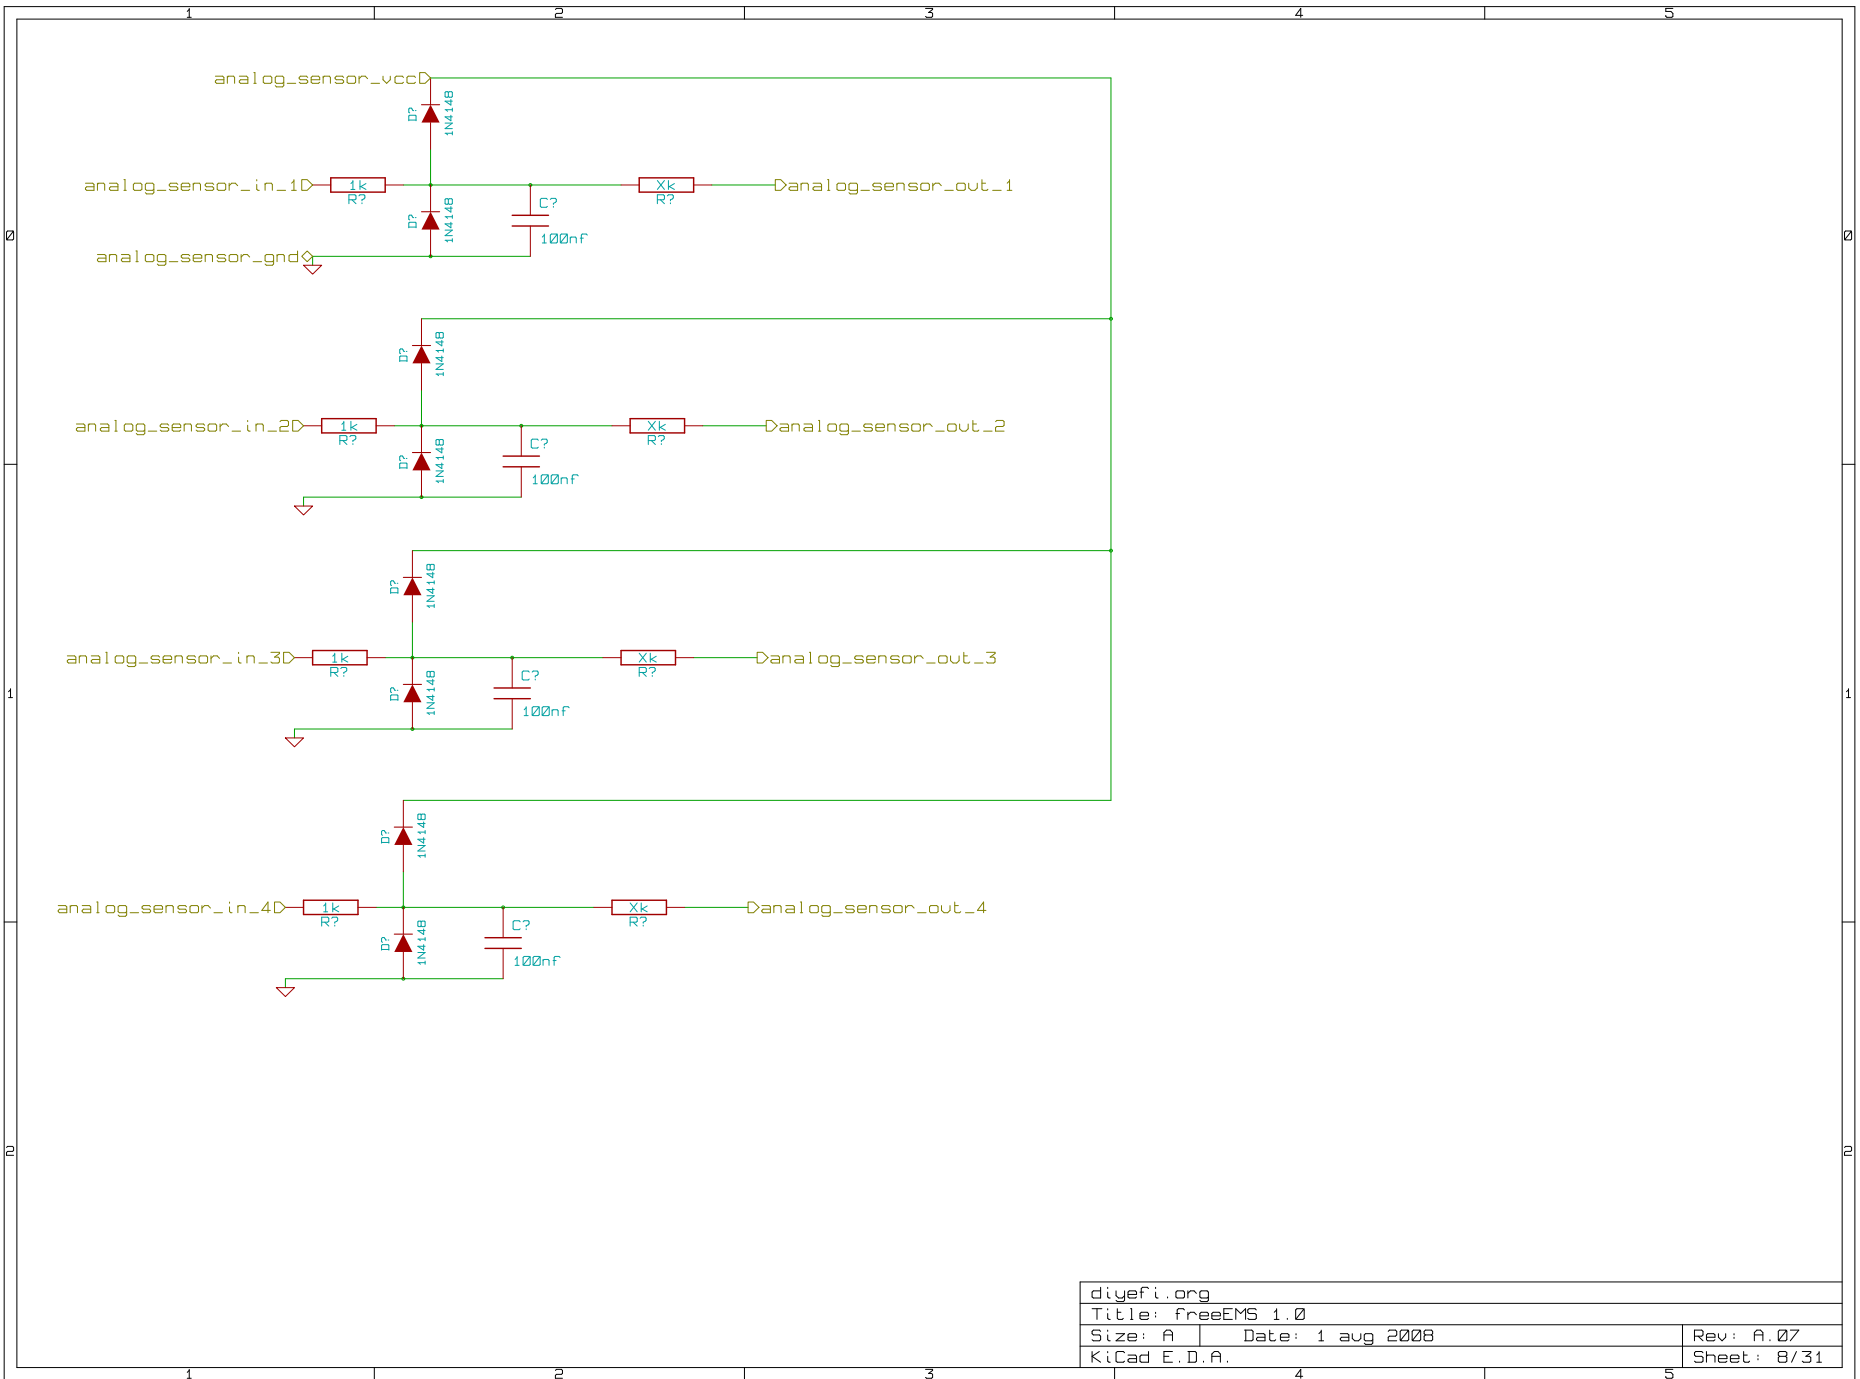 1 2 3 4 5
analog_sensor_vcc
D? 1N4148
analog_sensor_in_1 1k Xk analog_sensor_out_1
R? R?
D? 1N4148 C?
100nf
0 0
analog_sensor_gnd
D? 1N4148
analog_sensor_in_2 1k Xk analog_sensor_out_2
R? R?
D? 1N4148 C?
100nf
D? 1N4148
analog_sensor_in_3 1k Xk analog_sensor_out_3
R? R?
D? 1N4148 C?
1 1
100nf
D? 1N4148
analog_sensor_in_4 1k Xk analog_sensor_out_4
R? R?
D? 1N4148 C?
100nf
2 2
diyefi.org
Title: freeEMS 1.0
Size: A Date: 1 aug 2008 Rev: A.07
KiCad E.D.A. Sheet: 8/31
1 2 3 4 5